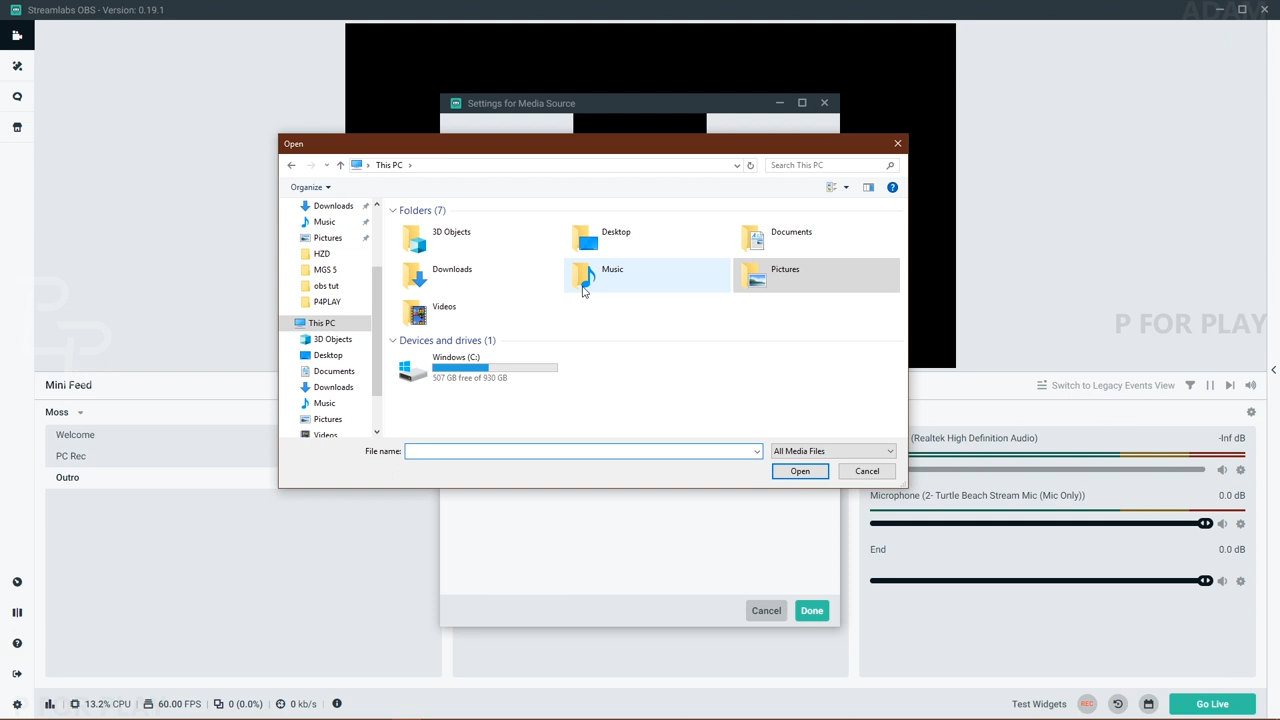 Streamlabs OBS - Version: 0.19.1
ADAM
Settings for Media Source
Open
This PC
Search This PC
Organize
Downloads
Music
Pictures
HZD
MGS 5
obs tut
P4PLAY
This PC
3D Objects
Desktop
Documents
Downloads
Music
Pictures
Videos
Folders (7)
3D Objects
Desktop
Documents
Downloads
Music
Pictures
Videos
Devices and drives (1)
Windows (C:)
507 GB free of 930 GB
File name:
All Media Files
Open
Cancel
P FOR PLAY
Mini Feed
Switch to Legacy Events View
Moss
Welcome
PC Rec
Outro
(Realtek High Definition Audio)
-Inf dB
Microphone (2- Turtle Beach Stream Mic (Mic Only))
0.0 dB
End
0.0 dB
Cancel
Done
13.2% CPU
60.00 FPS
0 (0.0%)
0 kb/s
Test Widgets
REC
Go Live